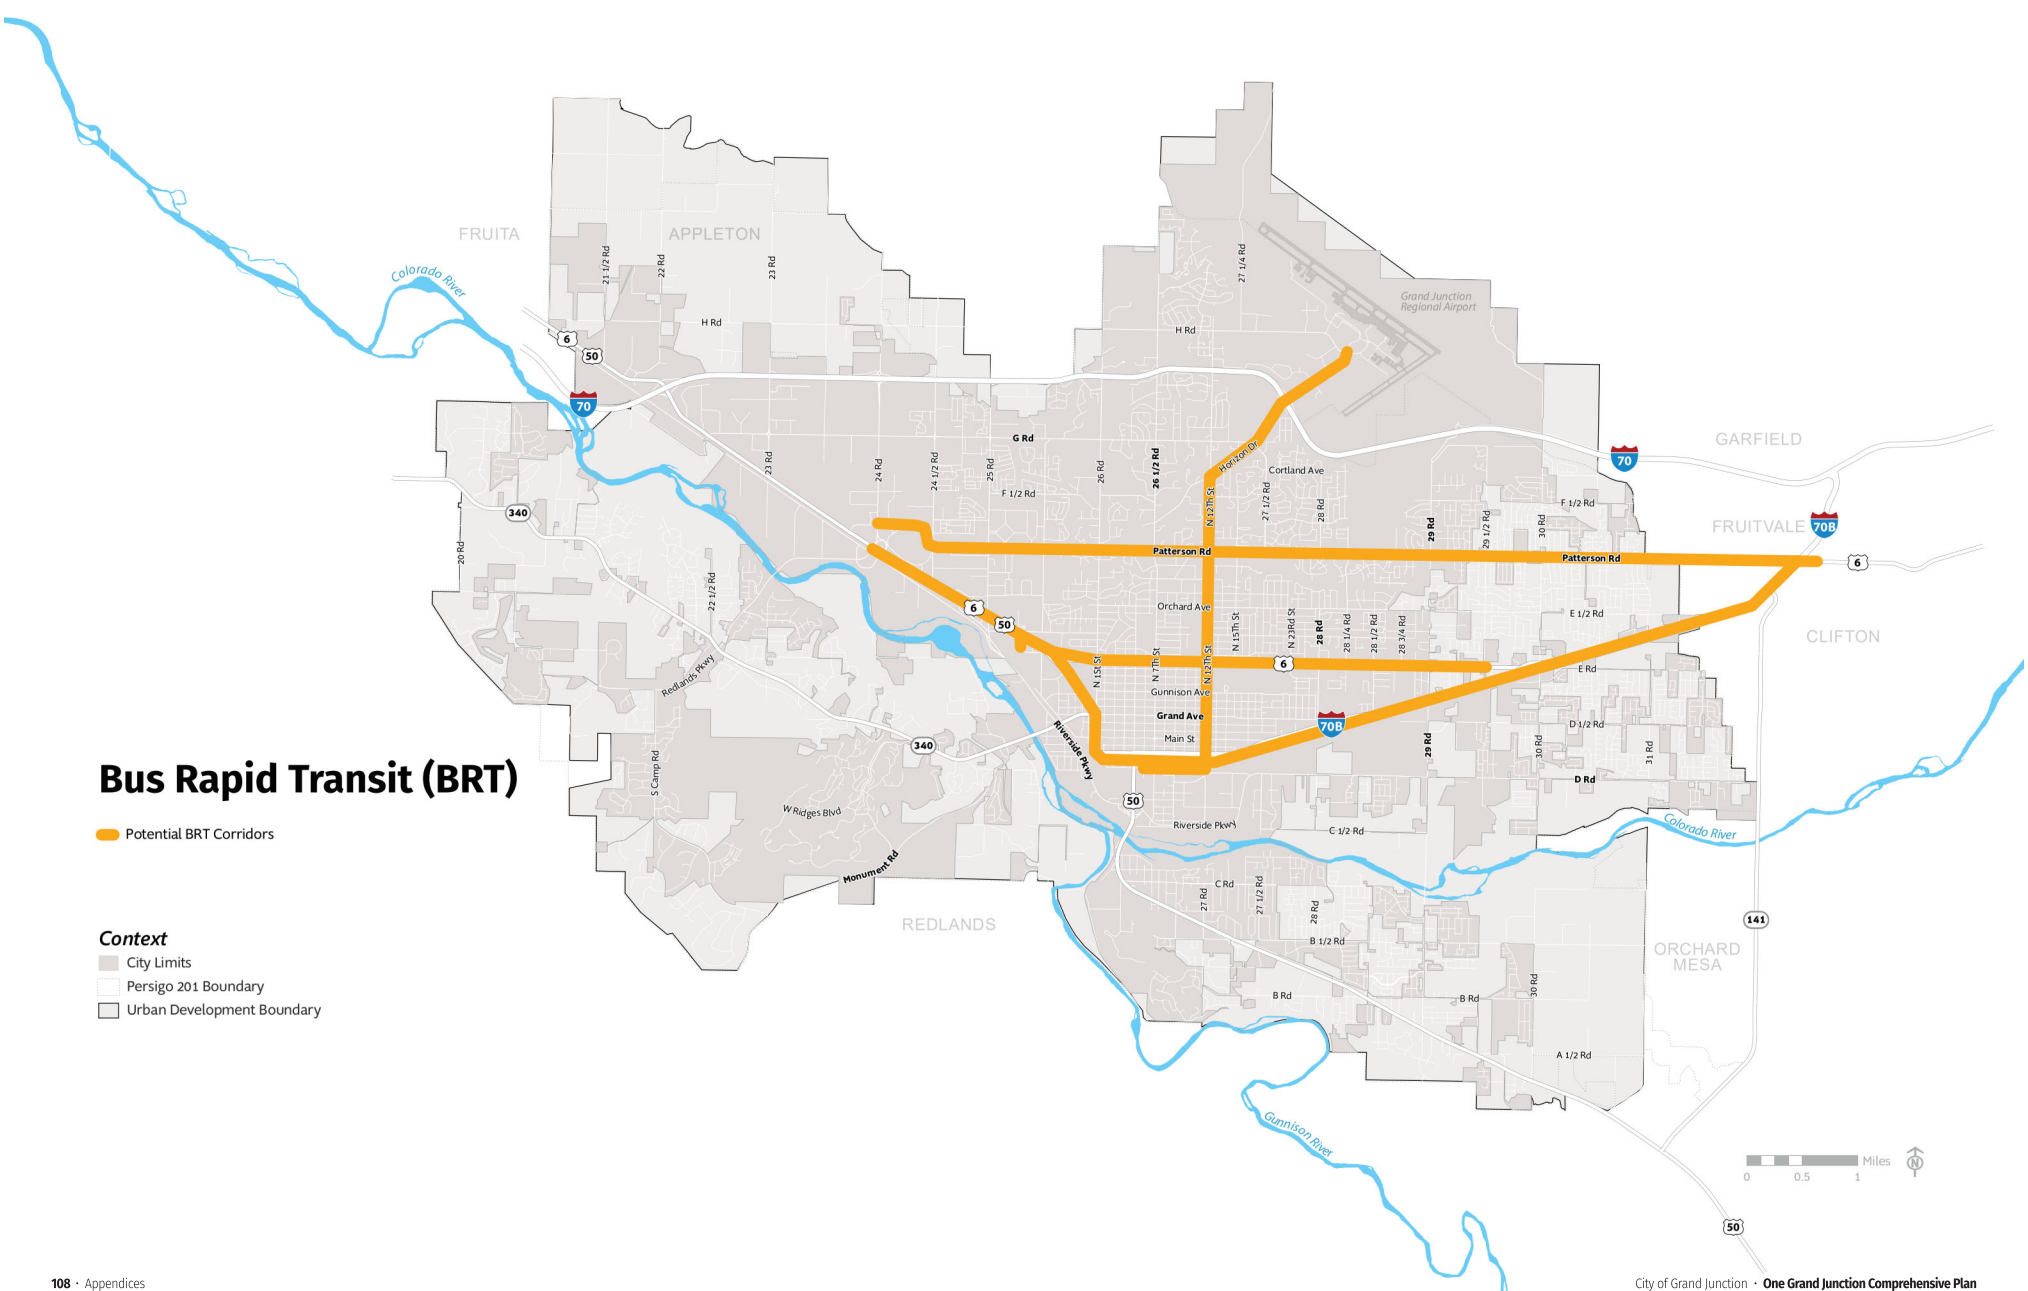 FRUITA
APPLETON
Colorado River
21 1/2 Rd
22 Rd
23 Rd
27 1/4 Rd
Grand Junction
Regional Airport
H Rd
H Rd
6
50
70
G Rd
Horizon Dr
Cortland Ave
GARFIELD
70
23 Rd
24 Rd
24 1/2 Rd
25 Rd
26 Rd
26 1/2 Rd
F 1/2 Rd
N 12Th St
27 1/2 Rd
28 Rd
29 Rd
29 1/2 Rd
30 Rd
F 1/2 Rd
FRUITVALE
70B
340
20 Rd
Patterson Rd
Patterson Rd
6
22 1/2 Rd
6
50
Orchard Ave
N 15Th St
N 23Rd St
28 Rd
28 1/4 Rd
28 1/2 Rd
28 3/4 Rd
E 1/2 Rd
CLIFTON
Redlands Pkwy
N 1St St
N 7Th St
N 12Th St
6
E Rd
Gunnison Ave
Grand Ave
Main St
70B
29 Rd
D 1/2 Rd
30 Rd
31 Rd
D Rd
340
Riverside Pkwy
50
S Camp Rd
W Ridges Blvd
Monument Rd
Riverside Pkwy
C 1/2 Rd
Colorado River
Bus Rapid Transit (BRT)
Potential BRT Corridors
REDLANDS
C Rd
27 Rd
27 1/2 Rd
28 Rd
B 1/2 Rd
141
ORCHARD
MESA
30 Rd
B Rd
B Rd
A 1/2 Rd
Context
City Limits
Persigo 201 Boundary
Urban Development Boundary
Gunnison River
Miles
0
0.5
1
N
50
108 · Appendices
City of Grand Junction · One Grand Junction Comprehensive Plan